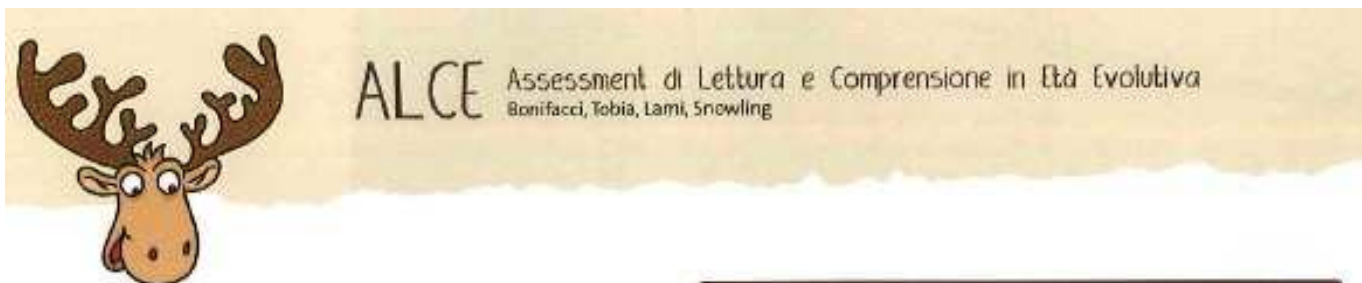 ALCE Assessment di Lettura e Comprensione in Età Evolutiva
Bonifacci, Tobia, Lami, Snowling